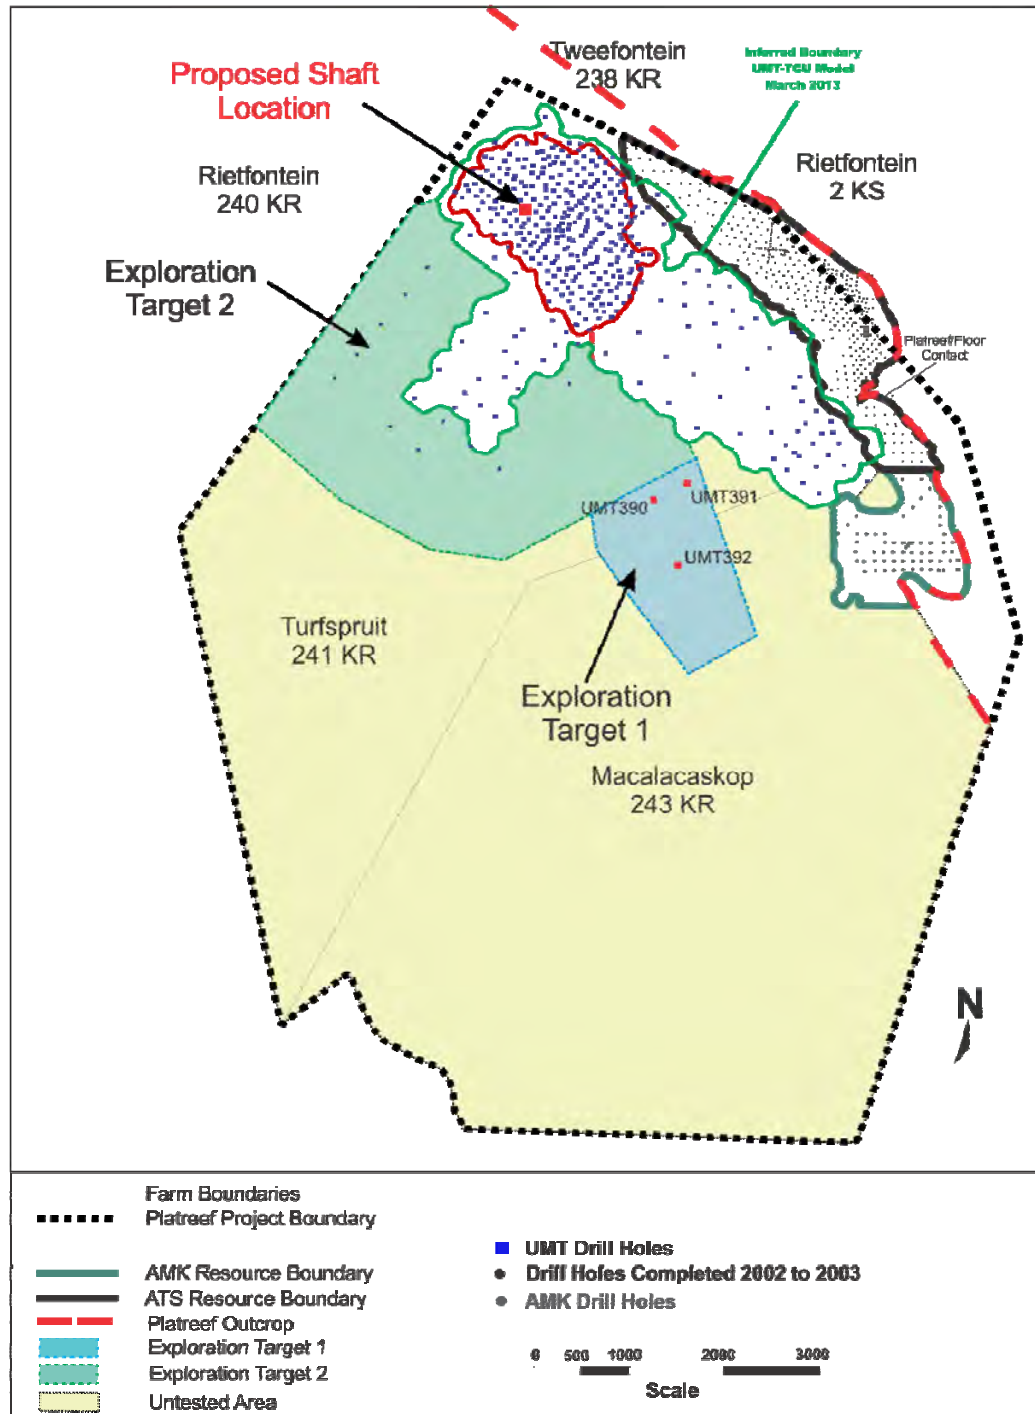 Tweefontein
238 KR
Inferred Boundary
UMT-TCU Model
March 2013
Proposed Shaft
Location
Rietfontein
240 KR
Rietfontein
2 KS
Exploration
Target 2
Platreef/Floor
Contact
UMT390
UMT391
UMT392
Turfspruit
241 KR
Exploration
Target 1
Macalacaskop
243 KR
N
Farm Boundaries
Platreef Project Boundary
AMK Resource Boundary
ATS Resource Boundary
Platreef Outcrop
Exploration Target 1
Exploration Target 2
Untested Area
UMT Drill Holes
Drill Holes Completed 2002 to 2003
AMK Drill Holes
0 500 1000 2000 3000
Scale